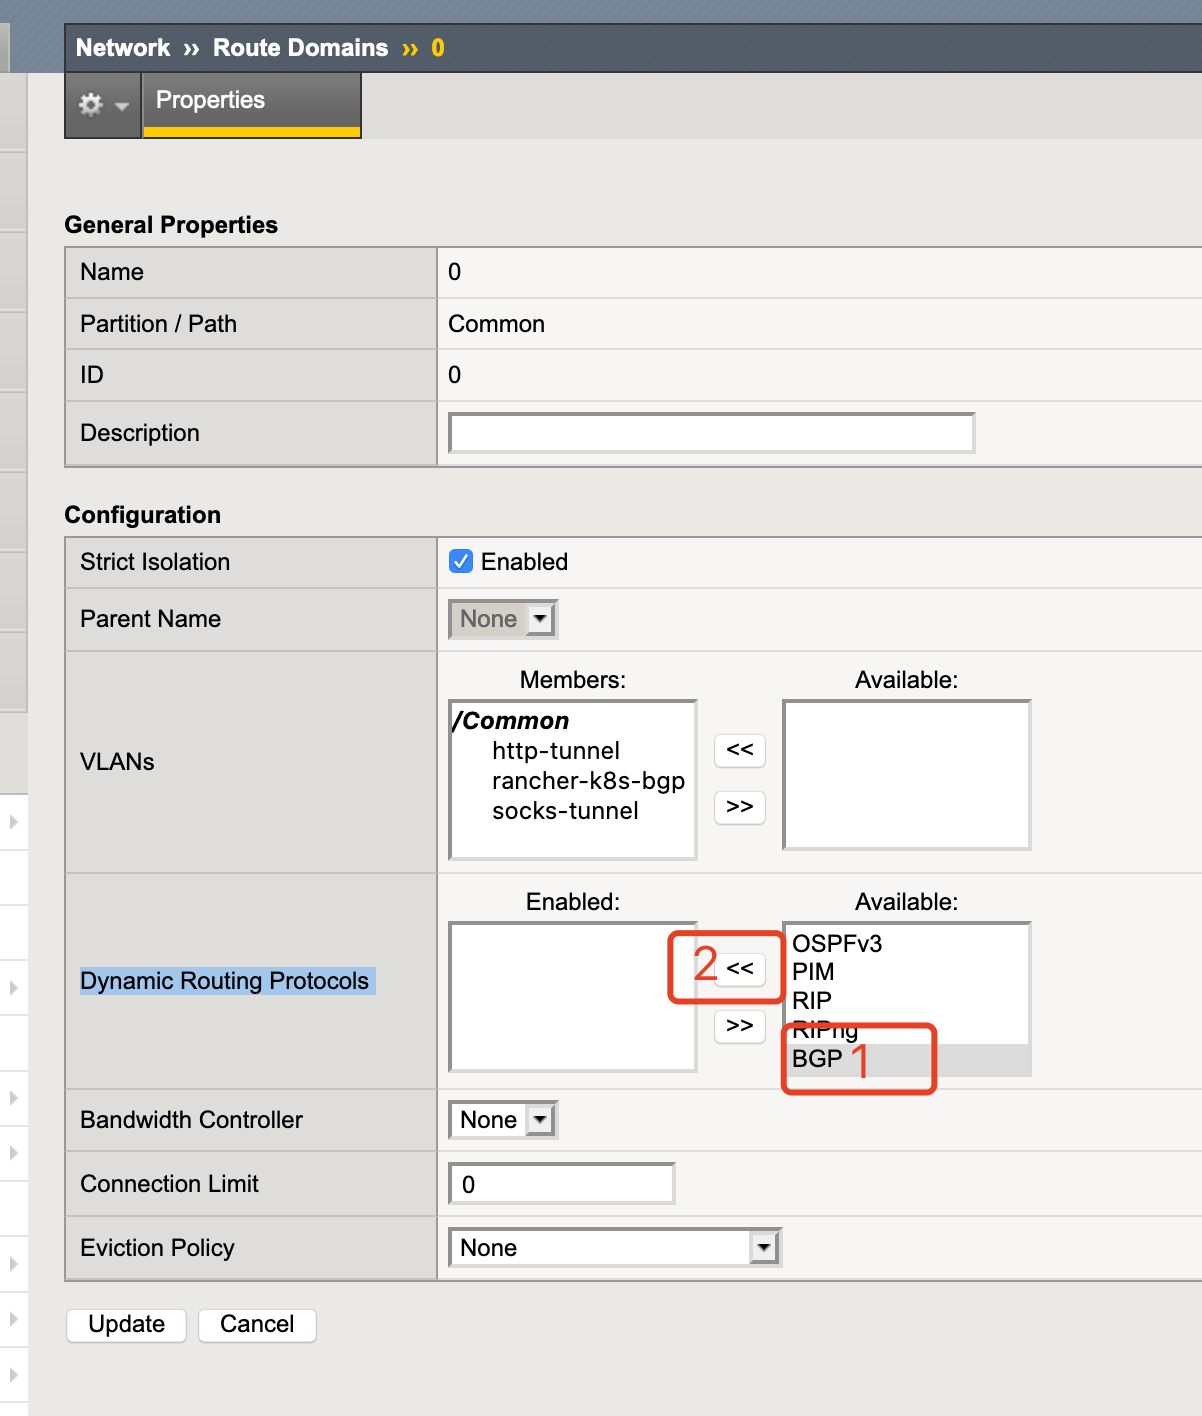 Network ›› Route Domains ›› 0
Properties
General Properties
Name 0
Partition / Path Common
ID 0
Description
Configuration
Strict Isolation Enabled
Parent Name None
Members: Available:
/Common
http-tunnel
<<
rancher-k8s-bgp
VLANs
socks-tunnel
>>
Enabled: Available:
OSPFv3
2 << PIM
Dynamic Routing Protocols
RIP
>> RIPng
BGP 1
Bandwidth Controller None
Connection Limit 0
Eviction Policy None
Update Cancel